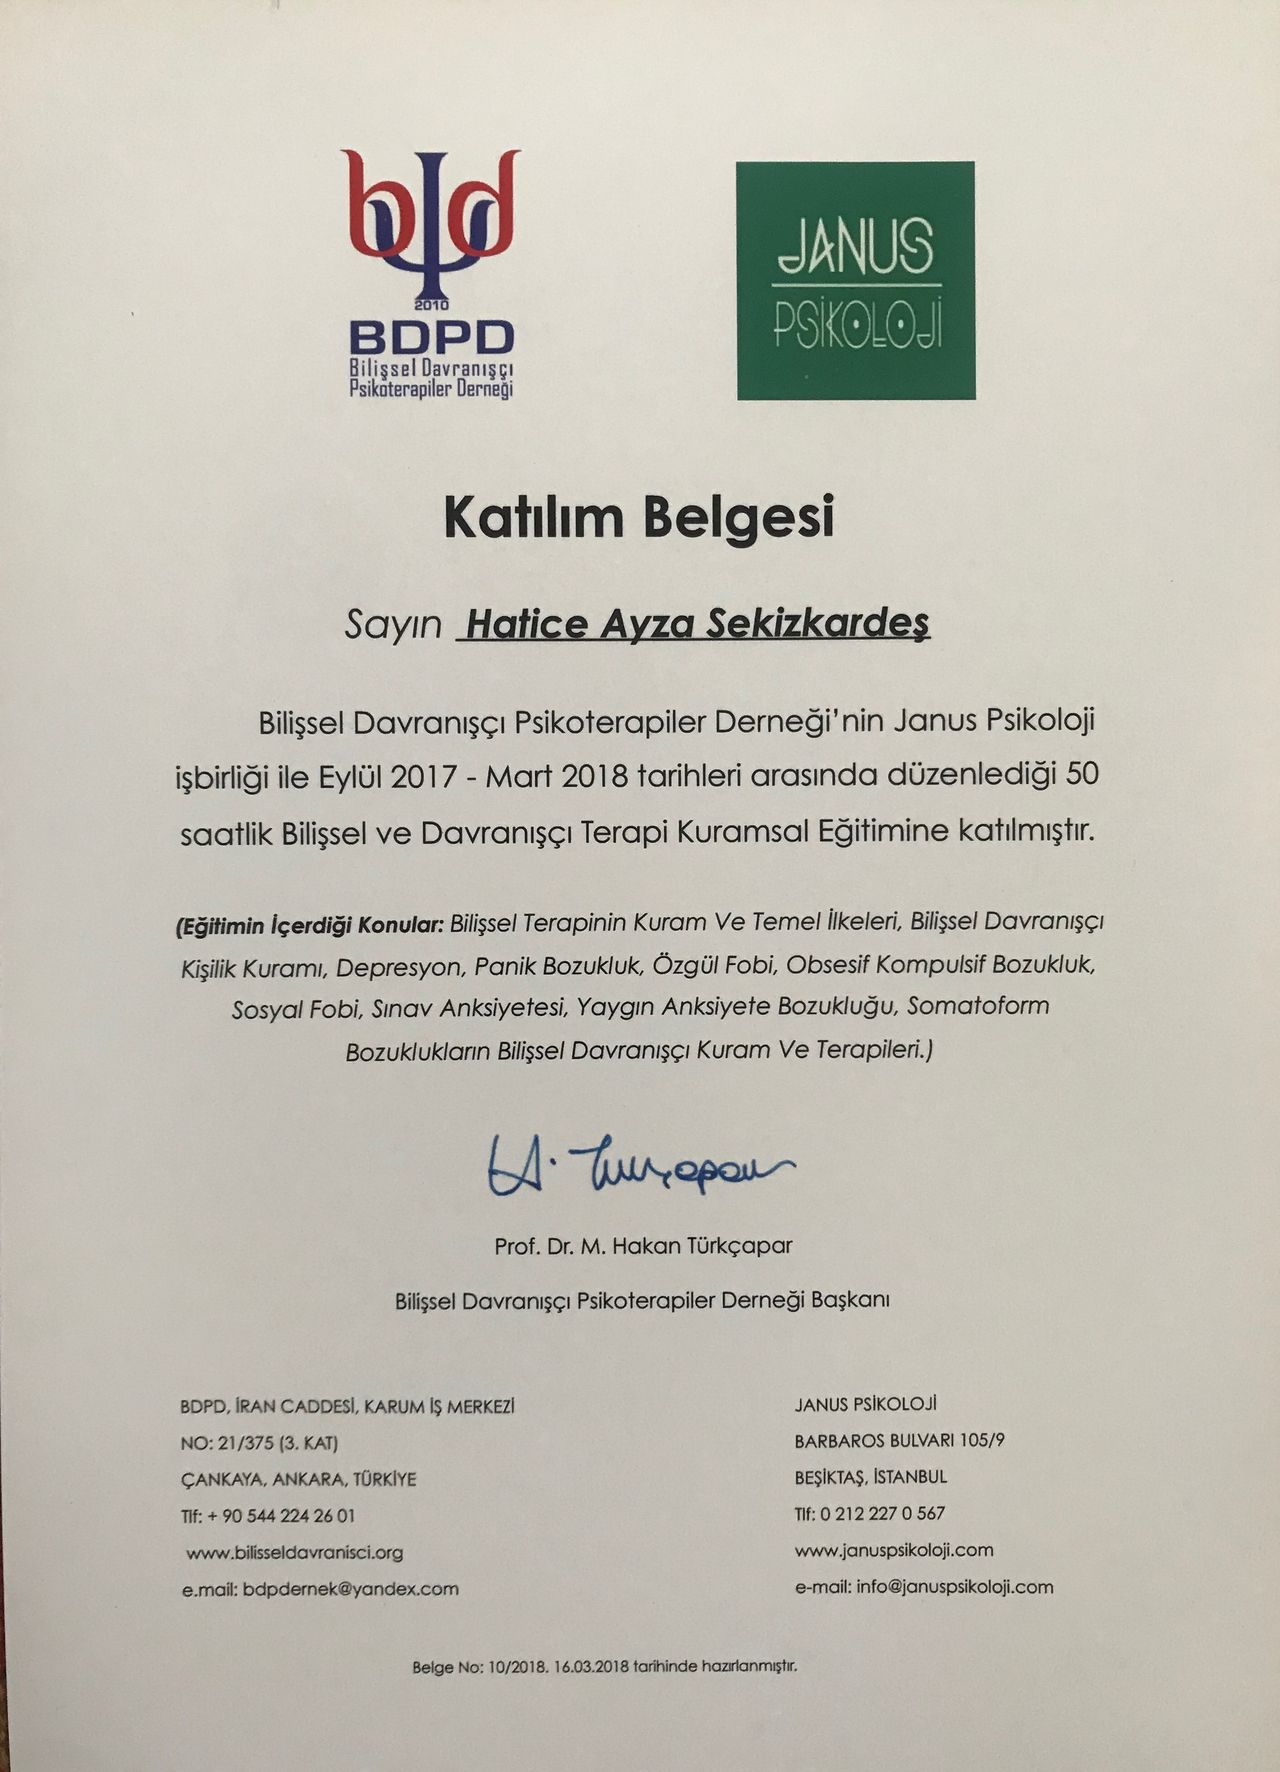 bd
2010
BDPD
Bilişsel Davranışçı
Psikoterapiler Derneği
JANUS
PSİKOLOJİ
Katılım Belgesi
Sayın Hatice Ayza Sekizkardeş
Bilişsel Davranışçı Psikoterapiler Derneği'nin Janus Psikoloji
işbirliği ile Eylül 2017 - Mart 2018 tarihleri arasında düzenlediği 50
saatlik Bilişsel ve Davranışçı Terapi Kuramsal Eğitimine katılmıştır.
(Eğitimin İçerdiği Konular: Bilişsel Terapinin Kuram Ve Temel İlkeleri, Bilişsel Davranışçı
Kişilik Kuramı, Depresyon, Panik Bozukluk, Özgül Fobi, Obsesif Kompulsif Bozukluk,
Sosyal Fobi, Sınav Anksiyetesi, Yaygın Anksiyete Bozukluğu, Somatoform
Bozuklukların Bilişsel Davranışçı Kuram Ve Terapileri.)
H. Türkçapar
Prof. Dr. M. Hakan Türkçapar
Bilişsel Davranışçı Psikoterapiler Derneği Başkanı
BDPD, İRAN CADDESİ, KARUM İŞ MERKEZİ
NO: 21/375 (3. KAT)
ÇANKAYA, ANKARA, TÜRKİYE
Tlf: + 90 544 224 26 01
www.bilisseldavranisci.org
e.mail: bdpdernek@yandex.com
JANUS PSİKOLOJİ
BARBAROS BULVARI 105/9
BEŞİKTAŞ, İSTANBUL
Tlf: 0 212 227 0 567
www.januspsikoloji.com
e-mail: info@januspsikoloji.com
Belge No: 10/2018. 16.03.2018 tarihinde hazırlanmıştır.